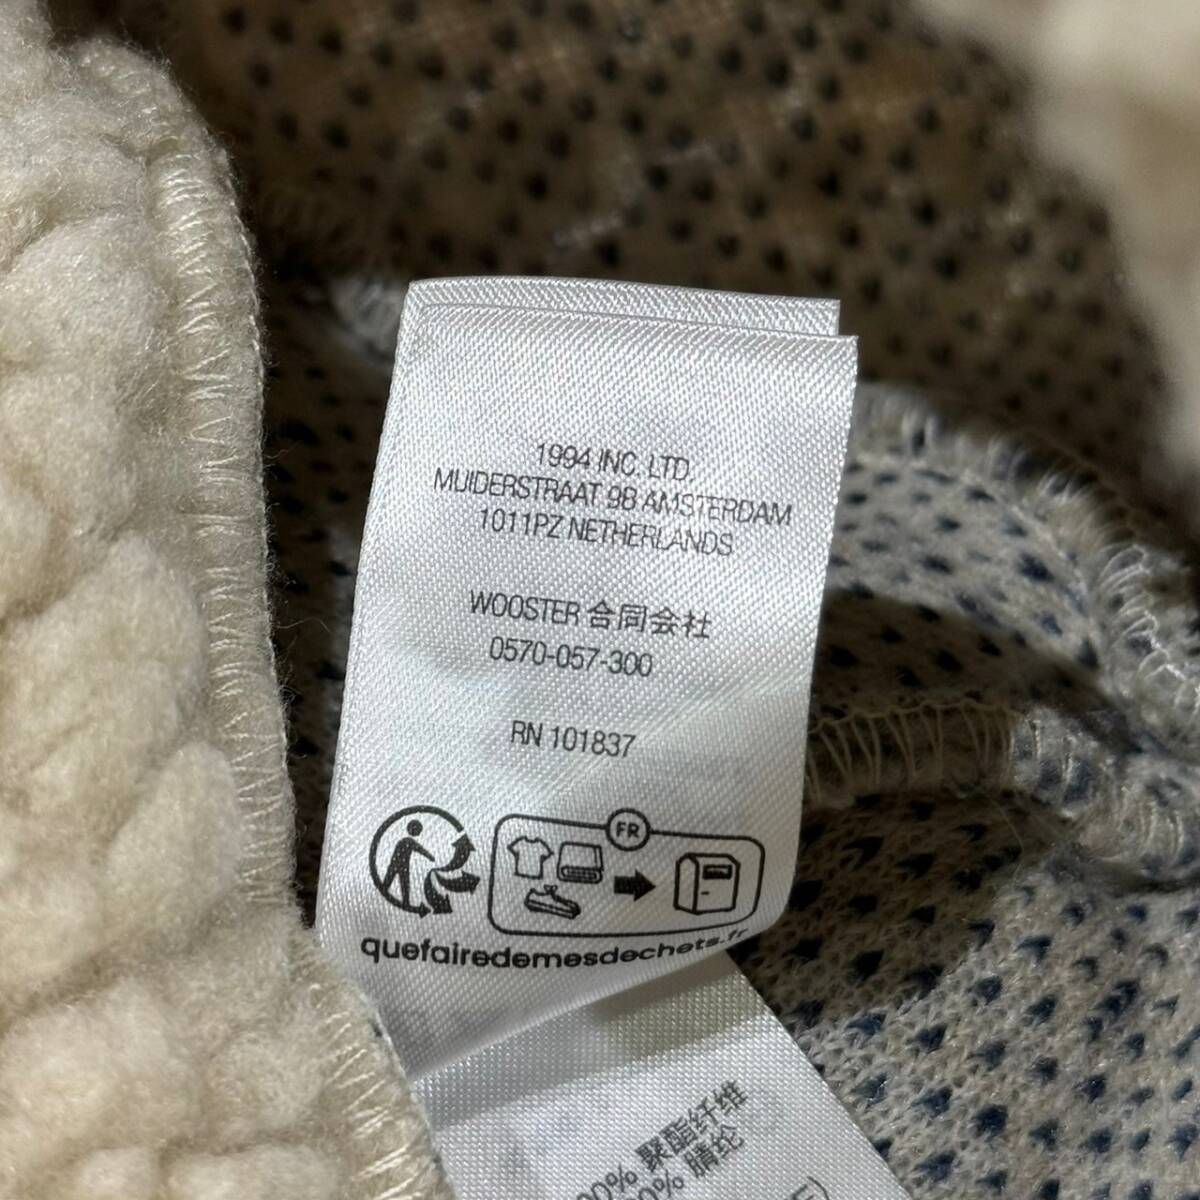 1994 INC. LTD.
MUIDERSTRAAT 98 AMSTERDAM
1011PZ NETHERLANDS
WOOSTER 合同会社
0570-057-300
RN 101837
FR
quefairedemesdechets.fr
聚酯纤维
腈纶